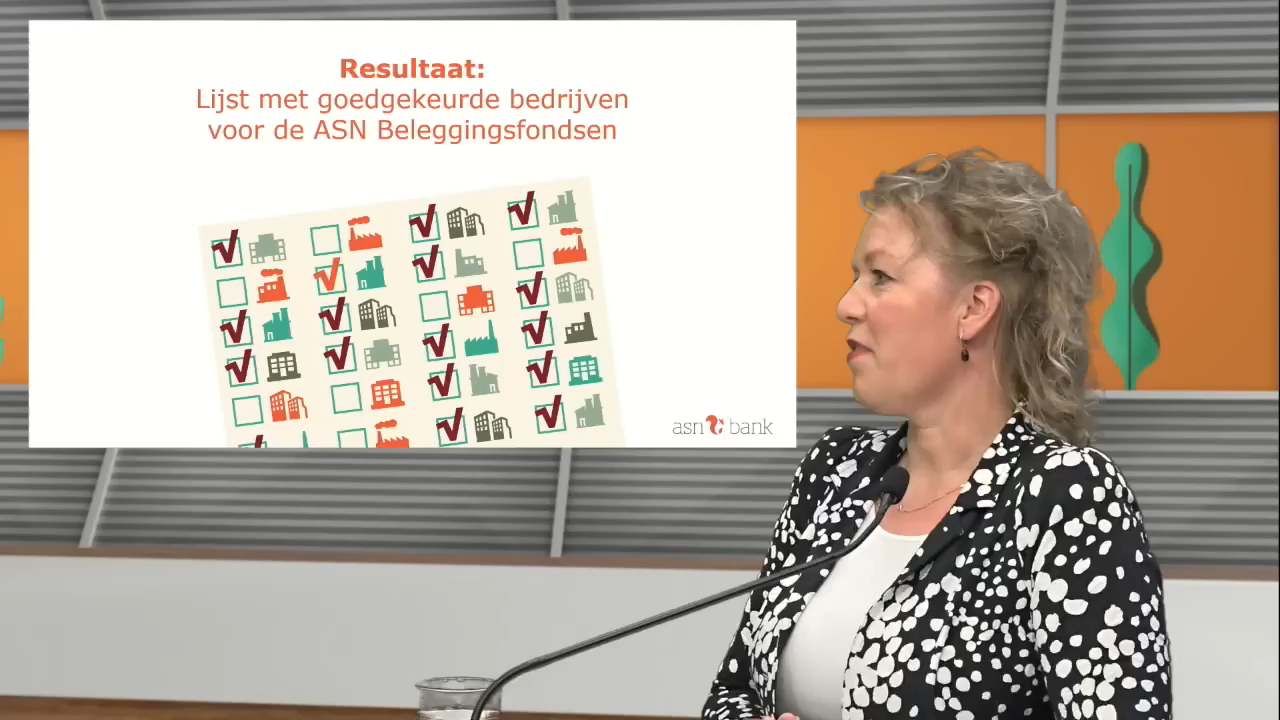 Resultaat:
Lijst met goedgekeurde bedrijven
voor de ASN Beleggingsfondsen
asn bank